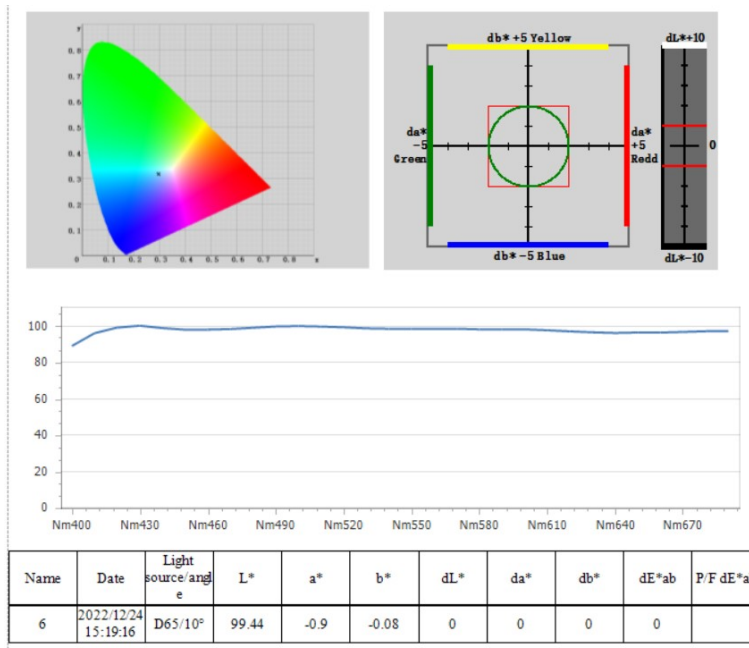 y
0.8
0.7
0.6
0.5
0.4
0.3
0.2
0.1
0 0.1 0.2 0.3 0.4 0.5 0.6 0.7 0.8 x
db* +5 Yellow
da*
-5
Green
da*
+5
Redd
db* -5 Blue
dL*+10
0
dL*-10
100
80
60
40
20
0
Nm400 Nm430 Nm460 Nm490 Nm520 Nm550 Nm580 Nm610 Nm640 Nm670
Name Date Light source/angl e L* a* b* dL* da* db* dE*ab P/F dE*a
6 2022/12/24 15:19:16 D65/10° 99.44 -0.9 -0.08 0 0 0 0